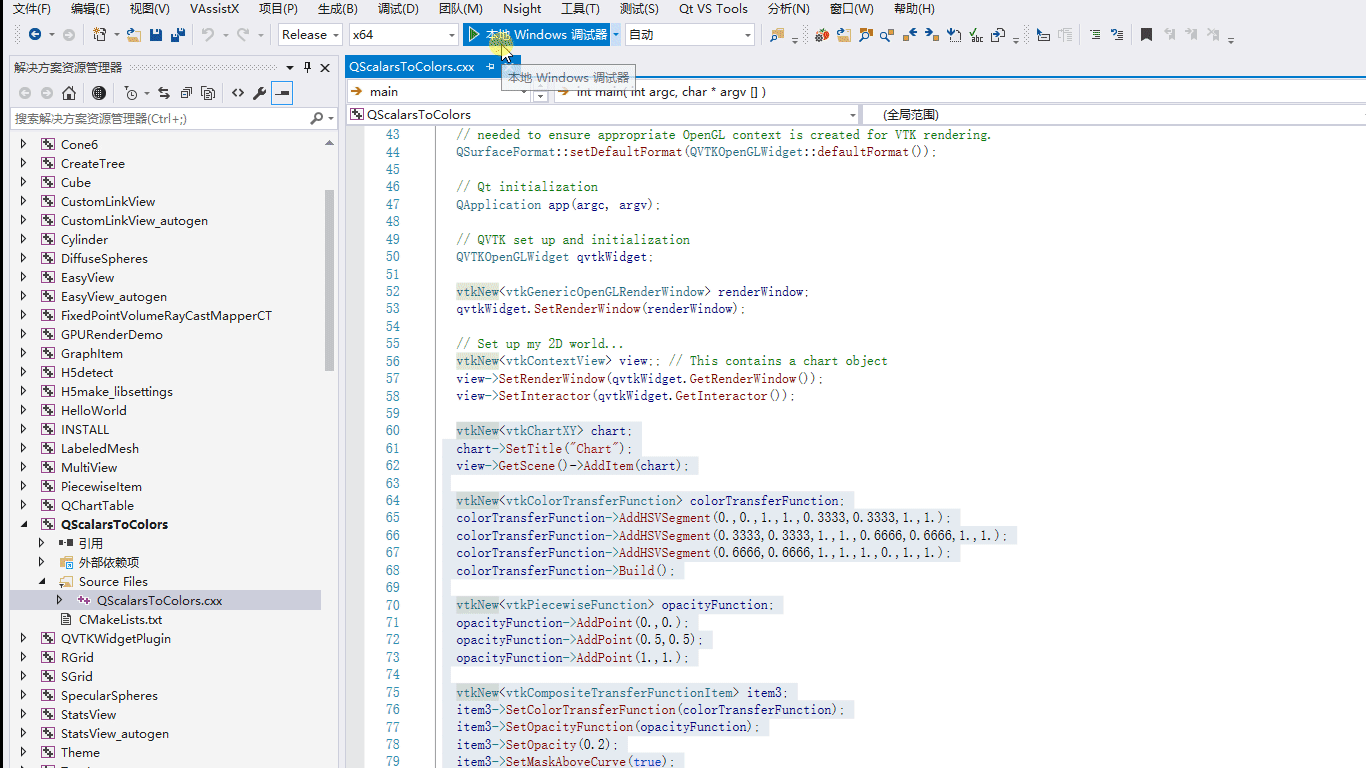 文件(F) 编辑(E) 视图(V) VAssistX 项目(P) 生成(B) 调试(D) 团队(M) Nsight 工具(T) 测试(S) Qt VS Tools 分析(N) 窗口(W) 帮助(H)
Release x64 本地 Windows 调试器 自动
解决方案资源管理器
搜索解决方案资源管理器(Ctrl+;)
Cone6
CreateTree
Cube
CustomLinkView
CustomLinkView_autogen
Cylinder
DiffuseSpheres
EasyView
EasyView_autogen
FixedPointVolumeRayCastMapperCT
GPURenderDemo
GraphItem
H5detect
H5make_libsettings
HelloWorld
INSTALL
LabeledMesh
MultiView
PiecewiseItem
QChartTable
QScalarsToColors
引用
外部依赖项
Source Files
QScalarsToColors.cxx
CMakeLists.txt
QVTKWidgetPlugin
RGrid
SGrid
SpecularSpheres
StatsView
StatsView_autogen
Theme
QScalarsToColors.cxx
本地 Windows 调试器
main int main( int argc, char * argv [] )
QScalarsToColors (全局范围)
43 // needed to ensure appropriate OpenGL context is created for VTK rendering.
44 QSurfaceFormat::setDefaultFormat(QVTKOpenGLWidget::defaultFormat());
45
46 // Qt initialization
47 QApplication app(argc, argv);
48
49 // QVTK set up and initialization
50 QVTKOpenGLWidget qvtkWidget;
51
52 vtkNew<vtkGenericOpenGLRenderWindow> renderWindow;
53 qvtkWidget.SetRenderWindow(renderWindow);
54
55 // Set up my 2D world...
56 vtkNew<vtkContextView> view;; // This contains a chart object
57 view->SetRenderWindow(qvtkWidget.GetRenderWindow());
58 view->SetInteractor(qvtkWidget.GetInteractor());
59
60 vtkNew<vtkChartXY> chart;
61 chart->SetTitle("Chart");
62 view->GetScene()->AddItem(chart);
63
64 vtkNew<vtkColorTransferFunction> colorTransferFunction;
65 colorTransferFunction->AddHSVSegment(0.,0.,1.,1.,0.3333,0.3333,1.,1.);
66 colorTransferFunction->AddHSVSegment(0.3333,0.3333,1.,1.,0.6666,0.6666,1.,1.);
67 colorTransferFunction->AddHSVSegment(0.6666,0.6666,1.,1.,1.,0.,1.,1.);
68 colorTransferFunction->Build();
69
70 vtkNew<vtkPiecewiseFunction> opacityFunction;
71 opacityFunction->AddPoint(0.,0.);
72 opacityFunction->AddPoint(0.5,0.5);
73 opacityFunction->AddPoint(1.,1.);
74
75 vtkNew<vtkCompositeTransferFunctionItem> item3;
76 item3->SetColorTransferFunction(colorTransferFunction);
77 item3->SetOpacityFunction(opacityFunction);
78 item3->SetOpacity(0.2);
79 item3->SetMaskAboveCurve(true);